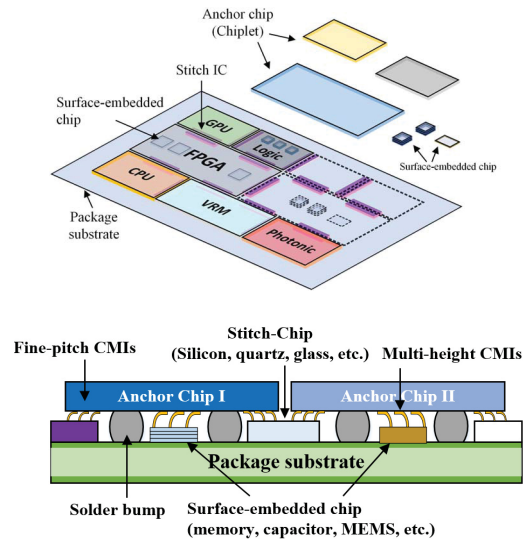 Anchor chip
(Chiplet)
Stitch IC
Surface-embedded
chip
GPU
Logic
FPGA
Surface-embedded chip
CPU
VRM
Photonic
Package
substrate
Stitch-Chip
(Silicon, quartz, glass, etc.)
Fine-pitch CMIs
Multi-height CMIs
Anchor Chip I
Anchor Chip II
Package substrate
Solder bump
Surface-embedded chip
(memory, capacitor, MEMS, etc.)